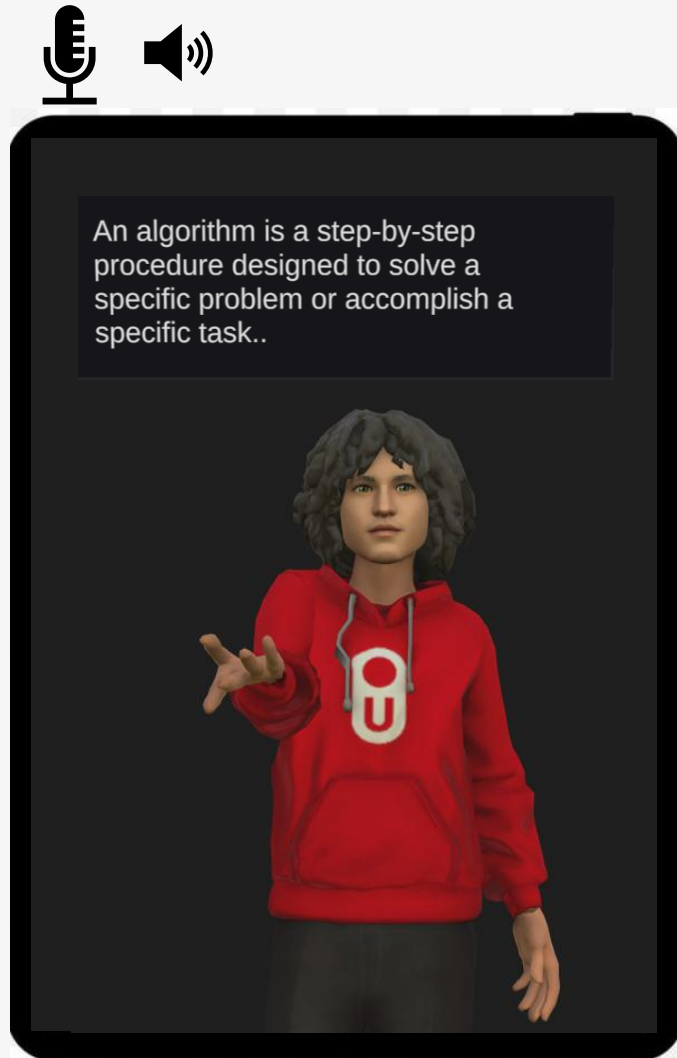 An algorithm is a step-by-step
procedure designed to solve a
specific problem or accomplish a
specific task..
U